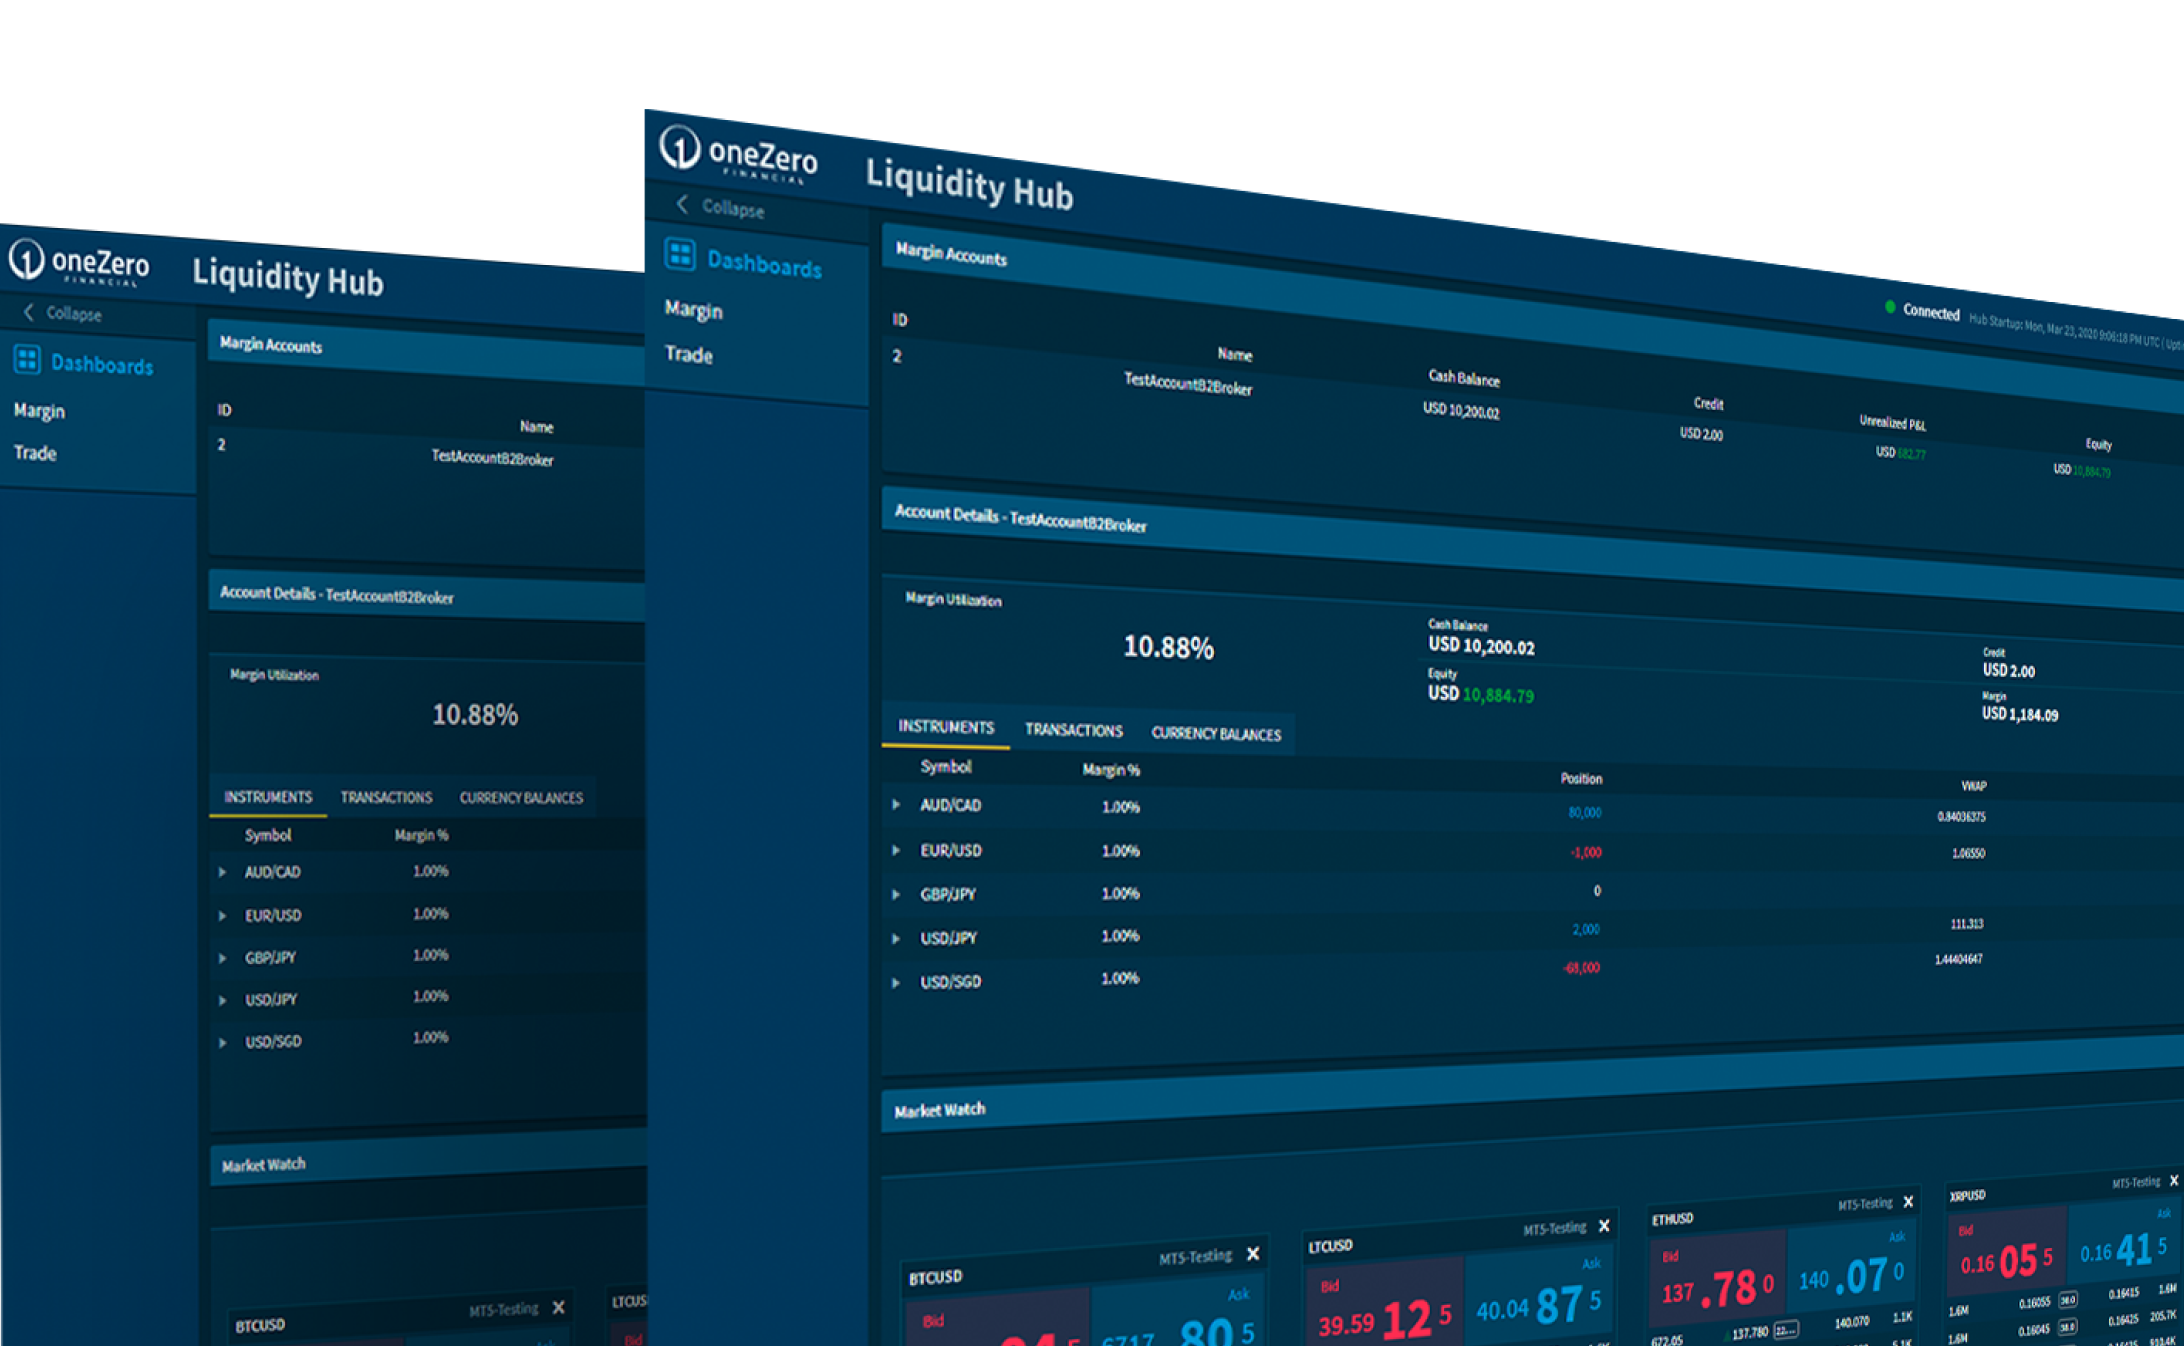 oneZero
FINANCIAL
Liquidity Hub
Collapse
Dashboards
Margin
Trade
Margin Accounts
ID
Name
2
TestAccountB2Broker
Account Details - TestAccountB2Broker
Margin Utilization
10.88%
INSTRUMENTS TRANSACTIONS CURRENCY BALANCES
Symbol Margin %
AUD/CAD 1.00%
EUR/USD 1.00%
GBP/JPY 1.00%
USD/JPY 1.00%
USD/SGD 1.00%
Market Watch
BTCUSD MT5-Testing
oneZero
FINANCIAL
Liquidity Hub
Connected Hub Startup: Mon, Mar 23, 2020 9:06:18 PM UTC
Collapse
Dashboards
Margin
Trade
Margin Accounts
ID Name Cash Balance Credit Unrealized P&L Equity
2 TestAccountB2Broker USD 10,200.02 USD 2.00 USD 682.77 USD 10,884.79
Account Details - TestAccountB2Broker
Margin Utilization
10.88%
Cash Balance
USD 10,200.02
Credit
USD 2.00
Equity
USD 10,884.79
Margin
USD 1,184.09
INSTRUMENTS TRANSACTIONS CURRENCY BALANCES
Symbol Margin % Position VWAP
AUD/CAD 1.00% 80,000 0.84036375
EUR/USD 1.00% -1,000 1.06550
GBP/JPY 1.00% 0
USD/JPY 1.00% 2,000 111.313
USD/SGD 1.00% -68,000 1.44404647
Market Watch
BTCUSD MT5-Testing
Bid Ask
6717 80 5
LTCUSD MT5-Testing
Bid Ask
39.59 12 5 40.04 87 5
ETHUSD MT5-Testing
Bid Ask
137 .78 0 140 .07 0
672.05 137.780 140.070 1.1K
XRPUSD MT5-Testing
Bid Ask
0.16 05 5 0.16 41 5
1.6M 0.16055 36.0 0.16415 1.6M
1.6M 0.16045 38.0 0.16425 205.7K